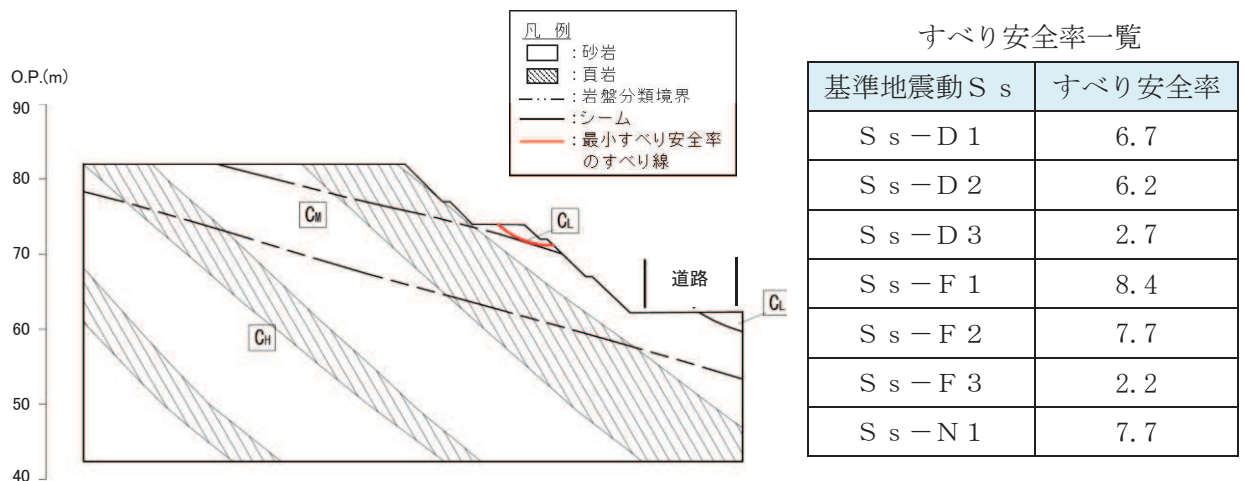 凡 例
:砂岩
:頁岩
:岩盤分類境界
:シーム
:最小すべり安全率
のすべり線
O.P.(m)
90
80
70
60
50
40
CM
CL
道路
CL
CH
すべり安全率一覧
基準地震動Ss すべり安全率
Ss-D1 6.7
Ss-D2 6.2
Ss-D3 2.7
Ss-F1 8.4
Ss-F2 7.7
Ss-F3 2.2
Ss-N1 7.7